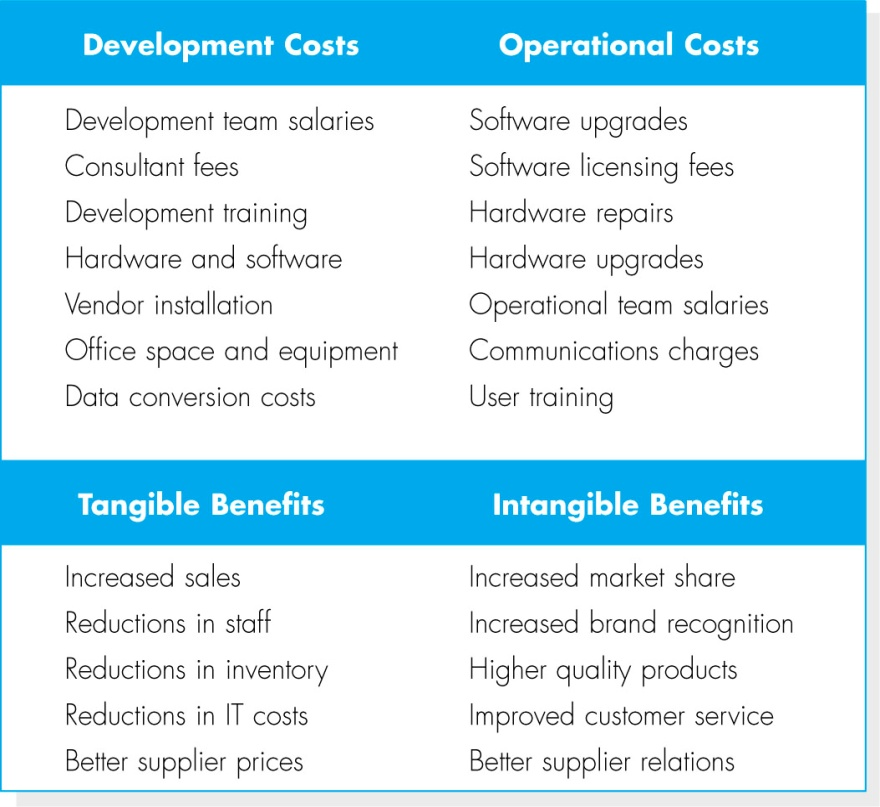 Development Costs
Development team salaries
Consultant fees
Development training
Hardware and software
Vendor installation
Office space and equipment
Data conversion costs
Operational Costs
Software upgrades
Software licensing fees
Hardware repairs
Hardware upgrades
Operational team salaries
Communications charges
User training
Tangible Benefits
Increased sales
Reductions in staff
Reductions in inventory
Reductions in IT costs
Better supplier prices
Intangible Benefits
Increased market share
Increased brand recognition
Higher quality products
Improved customer service
Better supplier relations